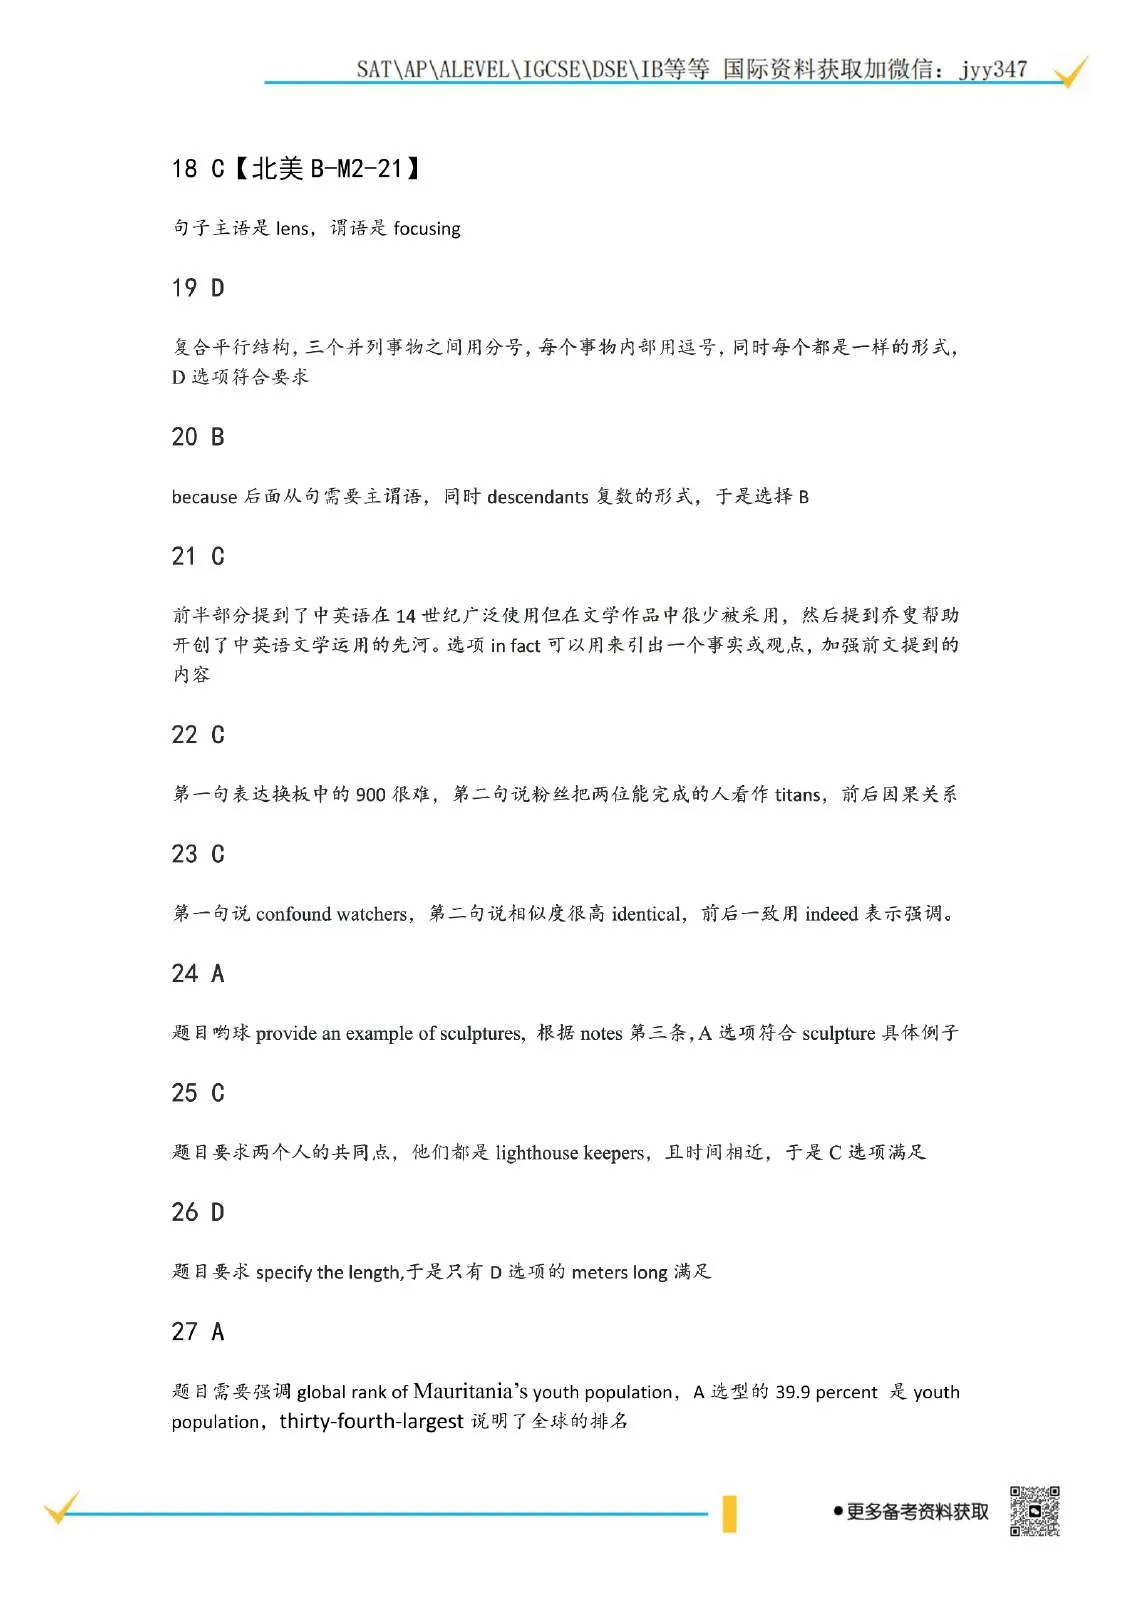 SAT\AP\ALEVEL\IGCSE\DSE\IB等等 国际资料获取加微信：jyy347
18 C【北美 B-M2-21】
句子主语是 lens，谓语是 focusing
19 D
复合平行结构，三个并列事物之间用分号，每个事物内部用逗号，同时每个都是一样的形式，
D 选项符合要求
20 B
because 后面从句需要主谓语，同时 descendants 复数的形式，于是选择 B
21 C
前半部分提到了中英语在 14 世纪广泛使用但在文学作品中很少被采用，然后提到乔叟帮助
开创了中英语文学运用的先河。选项 in fact 可以用来引出一个事实或观点，加强前文提到的
内容
22 C
第一句表达换板中的 900 很难，第二句说粉丝把两位能完成的人看作 titans，前后因果关系
23 C
第一句说 confound watchers，第二句说相似度很高 identical，前后一致用 indeed 表示强调。
24 A
题目哟球 provide an example of sculptures, 根据 notes 第三条，A 选项符合 sculpture 具体例子
25 C
题目要求两个人的共同点，他们都是 lighthouse keepers，且时间相近，于是 C 选项满足
26 D
题目要求 specify the length,于是只有 D 选项的 meters long 满足
27 A
题目需要强调 global rank of Mauritania’s youth population，A 选型的 39.9 percent 是 youth
population，thirty-fourth-largest 说明了全球的排名
●更多备考资料获取